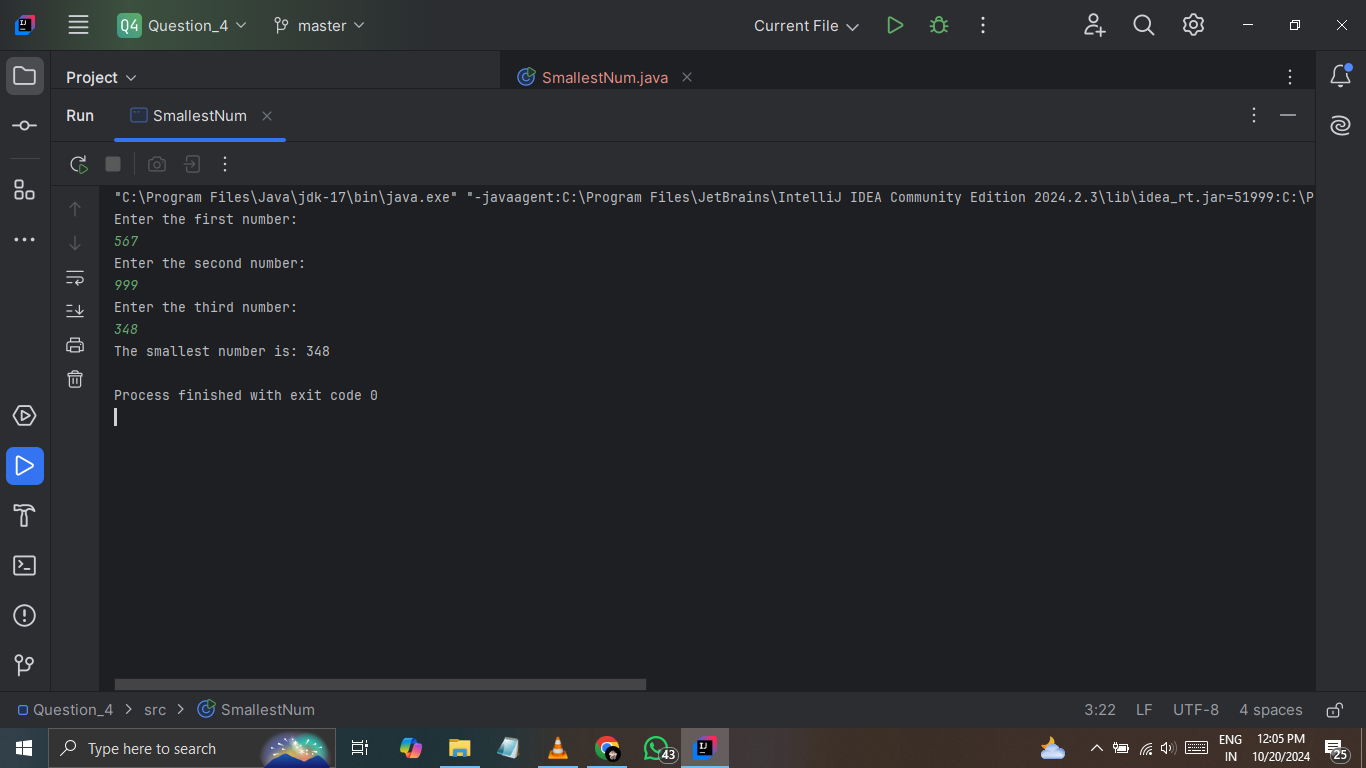 Q4 Question_4 master Current File
Project SmallestNum.java
Run SmallestNum
"C:\Program Files\Java\jdk-17\bin\java.exe" "-javaagent:C:\Program Files\JetBrains\IntelliJ IDEA Community Edition 2024.2.3\lib\idea_rt.jar=51999:C:\P
Enter the first number:
567
Enter the second number:
999
Enter the third number:
348
The smallest number is: 348
Process finished with exit code 0
Question_4 src SmallestNum 3:22 LF UTF-8 4 spaces
Type here to search 43 ENG 12:05 PM
IN 10/20/2024 25